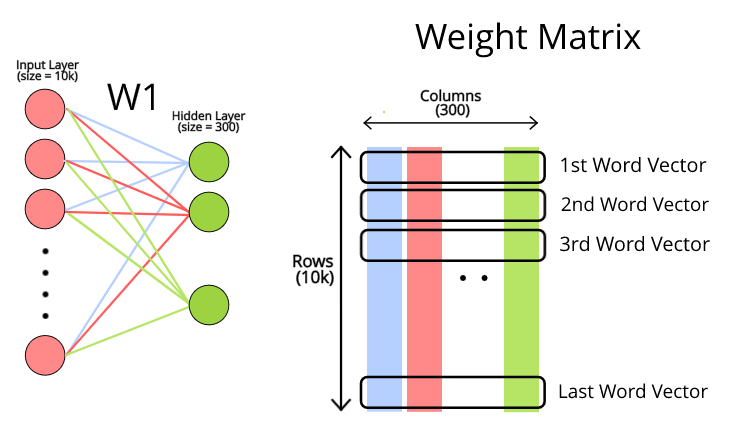 Weight Matrix
Input Layer
(size = 10k)
W1
Hidden Layer
(size = 300)
Columns
(300)
Rows
(10k)
1st Word Vector
2nd Word Vector
3rd Word Vector
Last Word Vector